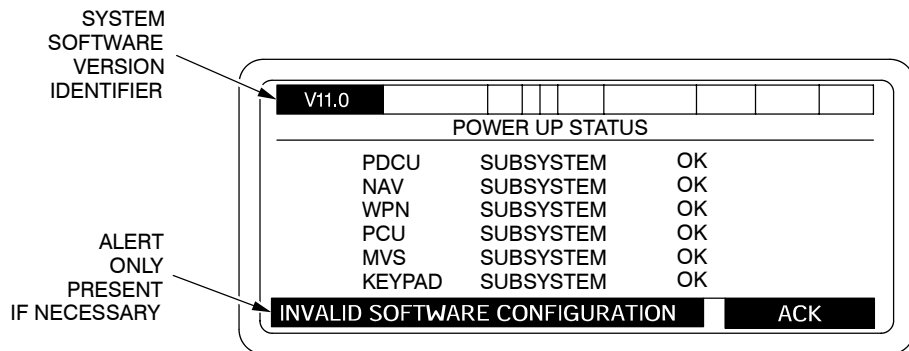 SYSTEM
SOFTWARE
VERSION
IDENTIFIER
V11.0
POWER UP STATUS
PDCU SUBSYSTEM OK
NAV SUBSYSTEM OK
WPN SUBSYSTEM OK
PCU SUBSYSTEM OK
MVS SUBSYSTEM OK
KEYPAD SUBSYSTEM OK
ALERT
ONLY
PRESENT
IF NECESSARY
INVALID SOFTWARE CONFIGURATION ACK